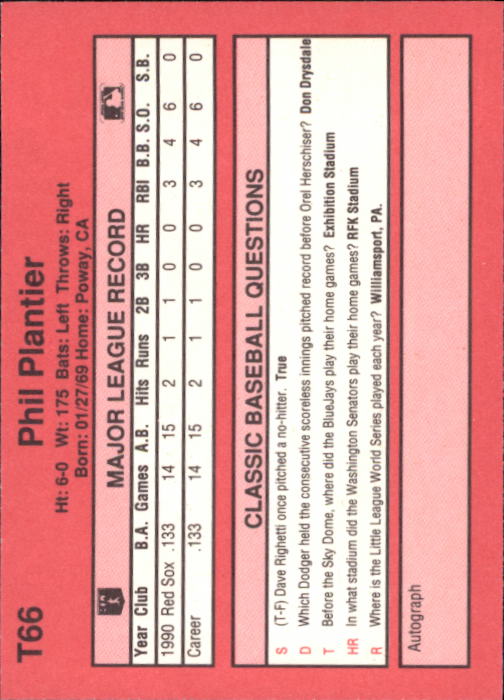 T66 Phil Plantier
Ht: 6-0 Wt: 175 Bats: Left Throws: Right
Born: 01/27/69 Home: Poway, CA
MAJOR LEAGUE RECORD
Year Club B.A. Games A.B. Hits Runs 2B 3B HR RBI B.B. S.O. S.B.
1990 Red Sox .133 14 15 2 1 1 0 0 3 4 6 0
Career .133 14 15 2 1 1 0 0 3 4 6 0
CLASSIC BASEBALL QUESTIONS
S (T-F) Dave Righetti once pitched a no-hitter. True
D Which Dodger held the consecutive scoreless innings pitched record before Orel Herschiser? Don Drysdale
T Before the Sky Dome, where did the BlueJays play their home games? Exhibition Stadium
HR In what stadium did the Washington Senators play their home games? RFK Stadium
R Where is the Little League World Series played each year? Williamsport, PA.
Autograph